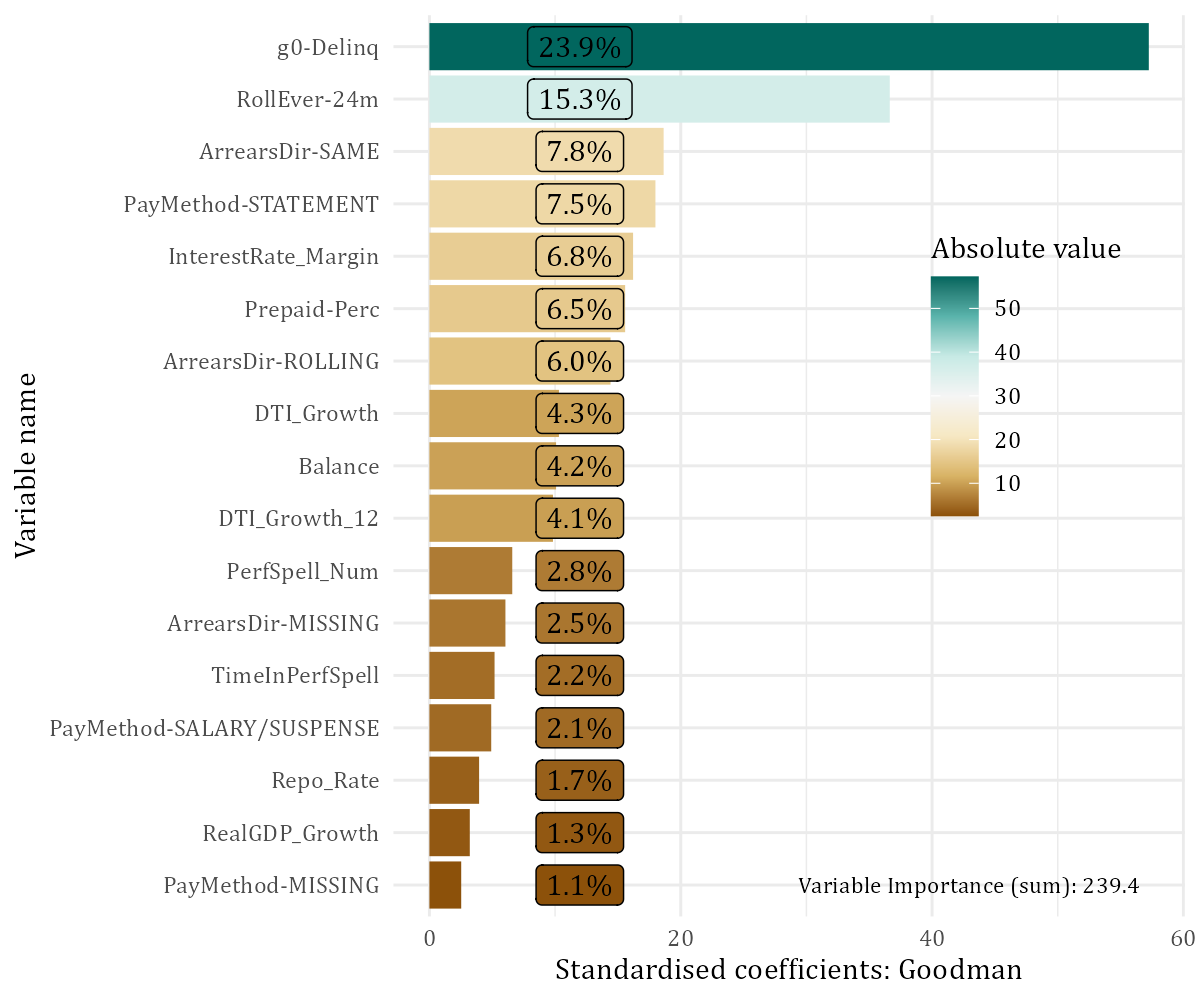 g0-Delinq 23.9%
RollEver-24m 15.3%
ArrearsDir-SAME 7.8%
PayMethod-STATEMENT 7.5%
InterestRate_Margin 6.8%
Prepaid-Perc 6.5%
ArrearsDir-ROLLING 6.0%
DTI_Growth 4.3%
Balance 4.2%
DTI_Growth_12 4.1%
PerfSpell_Num 2.8%
ArrearsDir-MISSING 2.5%
TimeInPerfSpell 2.2%
PayMethod-SALARY/SUSPENSE 2.1%
Repo_Rate 1.7%
RealGDP_Growth 1.3%
PayMethod-MISSING 1.1%
Variable name
Absolute value
50
40
30
20
10
Variable Importance (sum): 239.4
0 20 40 60
Standardised coefficients: Goodman